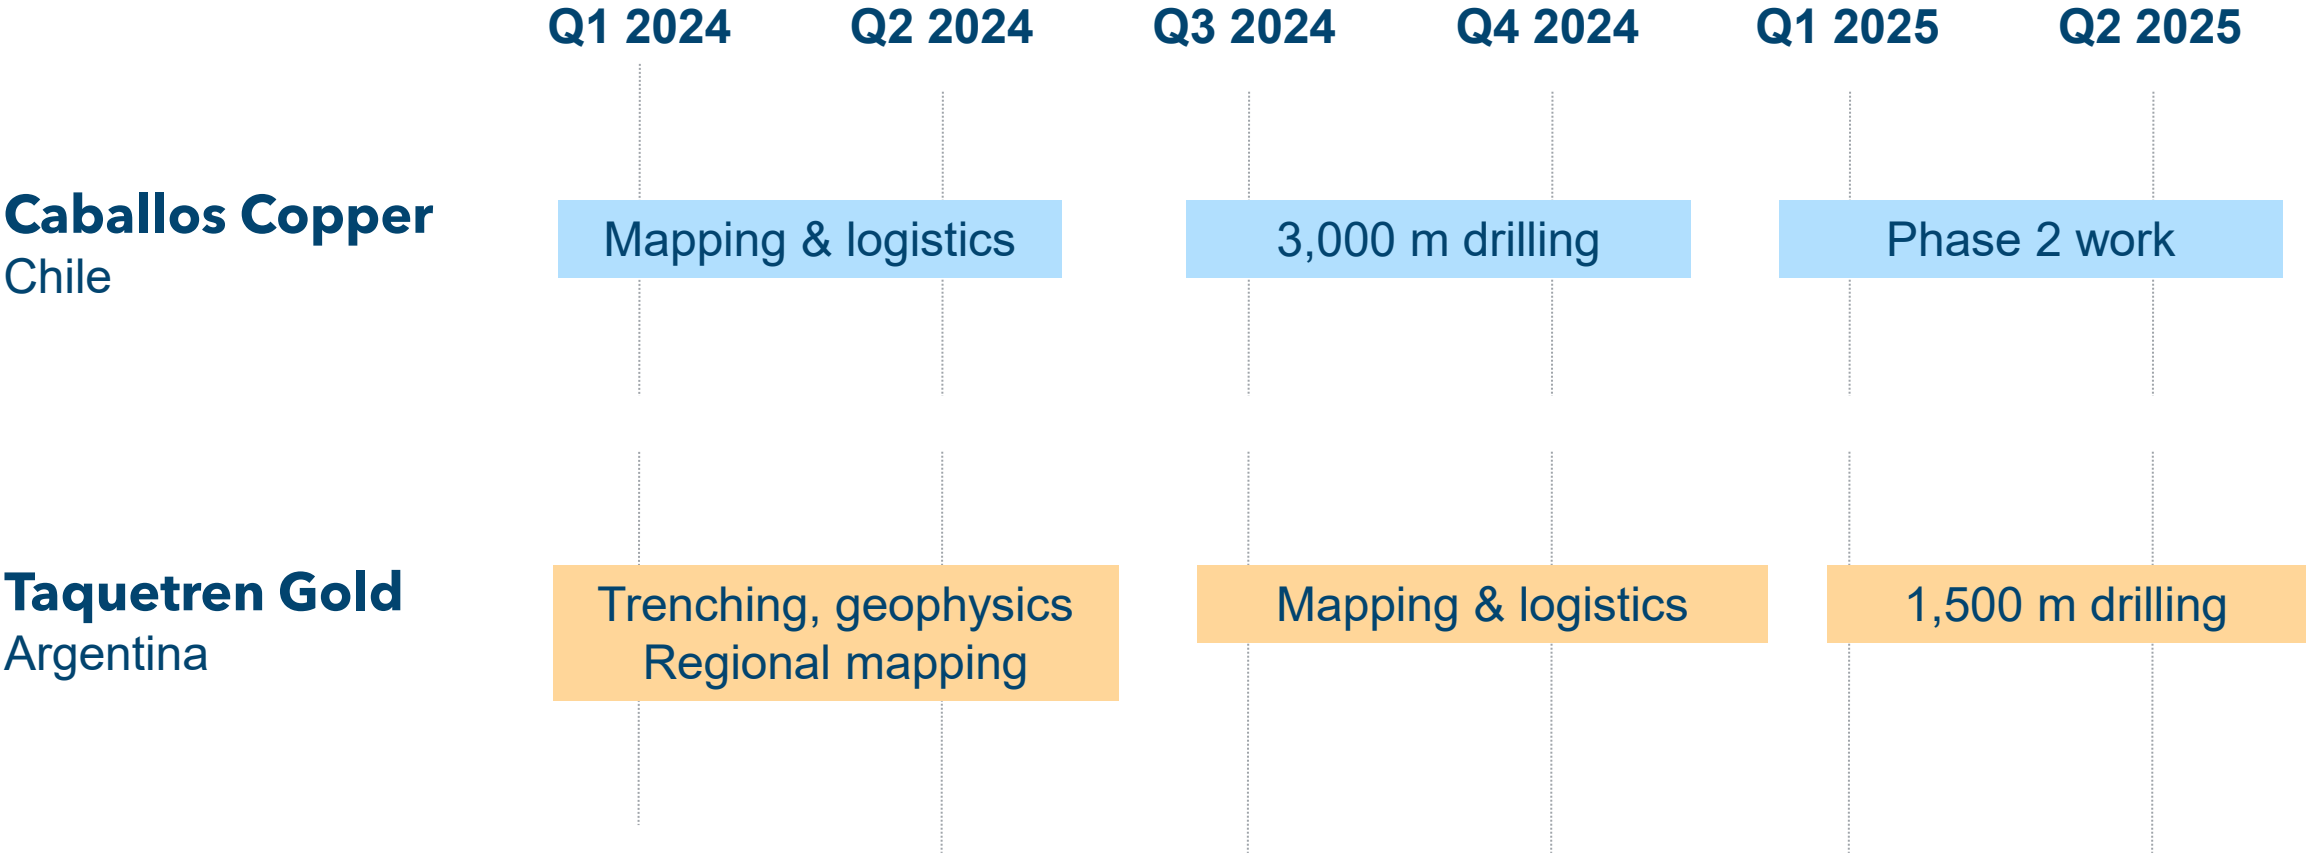 Q1 2024 Q2 2024 Q3 2024 Q4 2024 Q1 2025 Q2 2025
Caballos Copper
Chile
Mapping & logistics
3,000 m drilling
Phase 2 work
Taquetren Gold
Argentina
Trenching, geophysics
Regional mapping
Mapping & logistics
1,500 m drilling